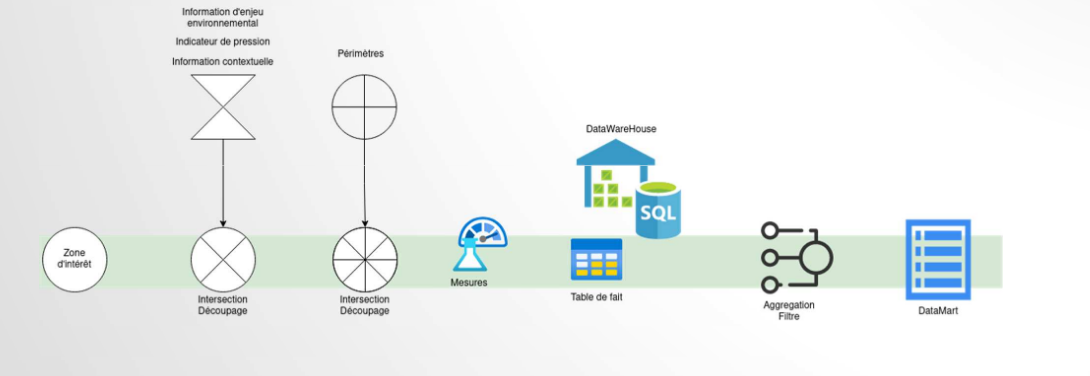 Information d'enjeu
environnemental
Indicateur de pression
Information contextuelle
Périmètres
DataWareHouse
SQL
Zone
d'intérêt
Intersection
Découpage
Intersection
Découpage
Mesures
Table de fait
Aggregation
Filtre
DataMart